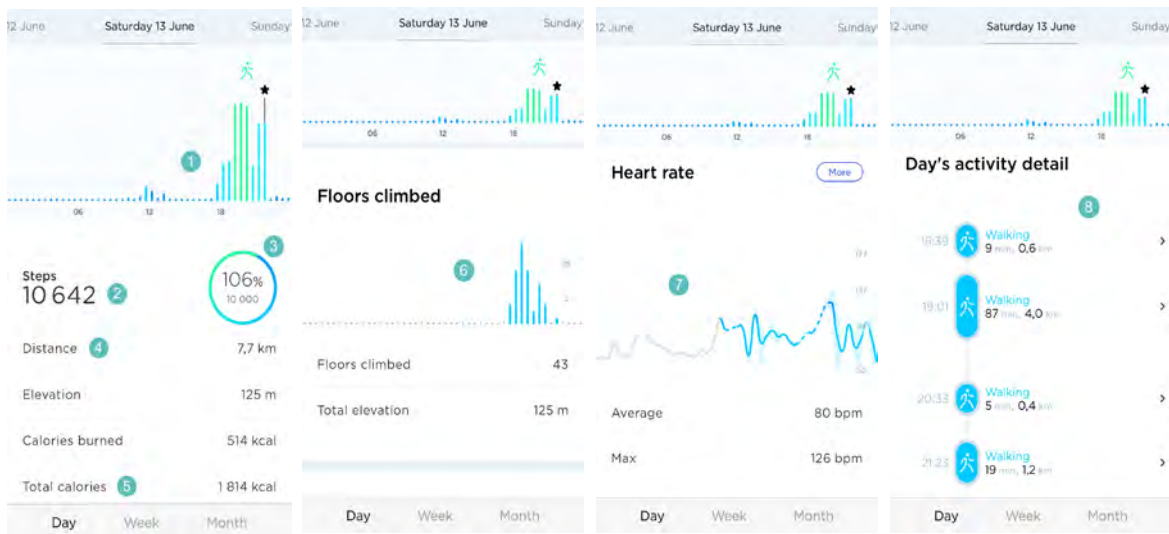 12 June Saturday 13 June Sunday
06 12 18
1
Steps
10 642
2
3
106%
10 000
Distance 4 7,7 km
Elevation 125 m
Calories burned 514 kcal
Total calories 5 1 814 kcal
Day Week Month
12 June Saturday 13 June Sunday
06 12 18
Floors climbed
6
Floors climbed 43
Total elevation 125 m
Day Week Month
12 June Saturday 13 June Sunday
06 12 18
Heart rate More
7
Average 80 bpm
Max 126 bpm
Day Week Month
12 June Saturday 13 June Sunday
06 12 18
Day's activity detail
8
18:39 Walking
9 min, 0,6 km
19:01 Walking
87 min, 4,0 km
20:33 Walking
5 min, 0,4 km
21:23 Walking
19 min, 1,2 km
Day Week Month